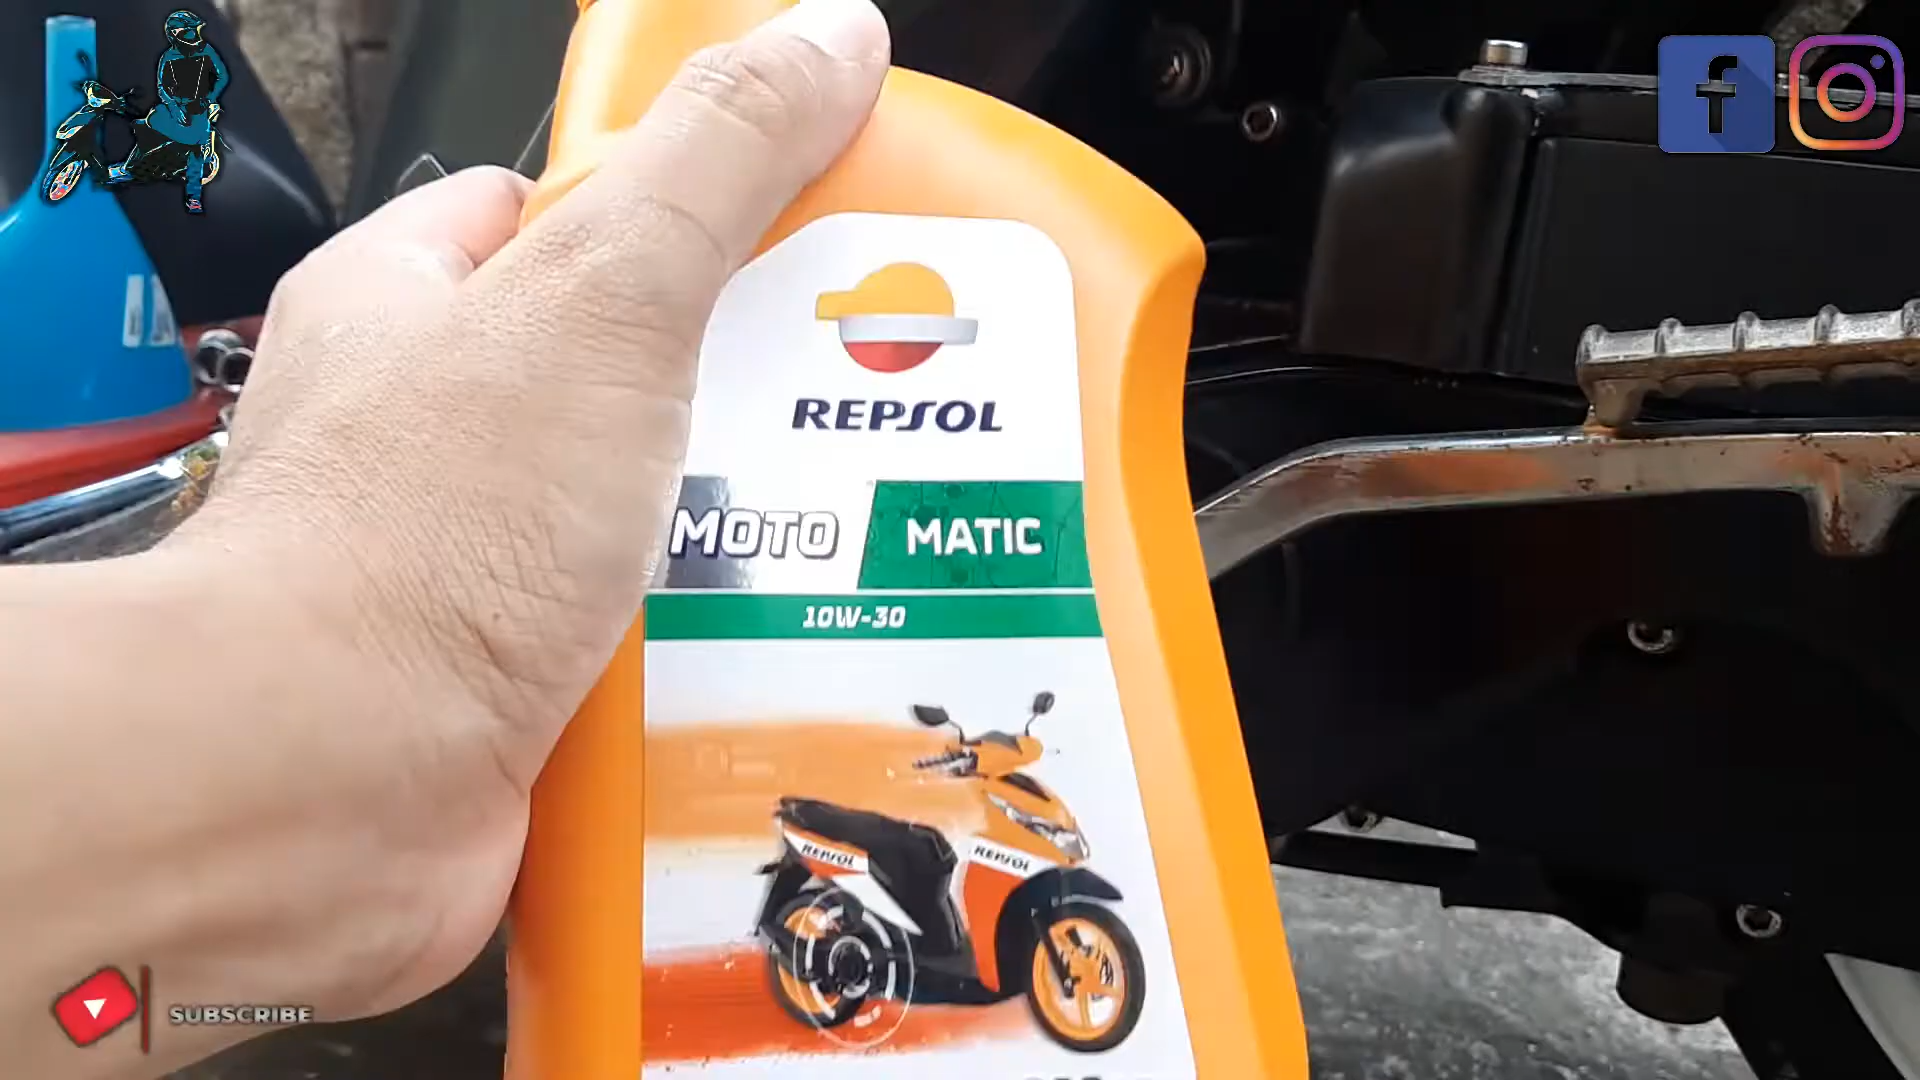 REPSOL
MOTO MATIC
10W-30
REPSOL
REPSOL
SUBSCRIBE